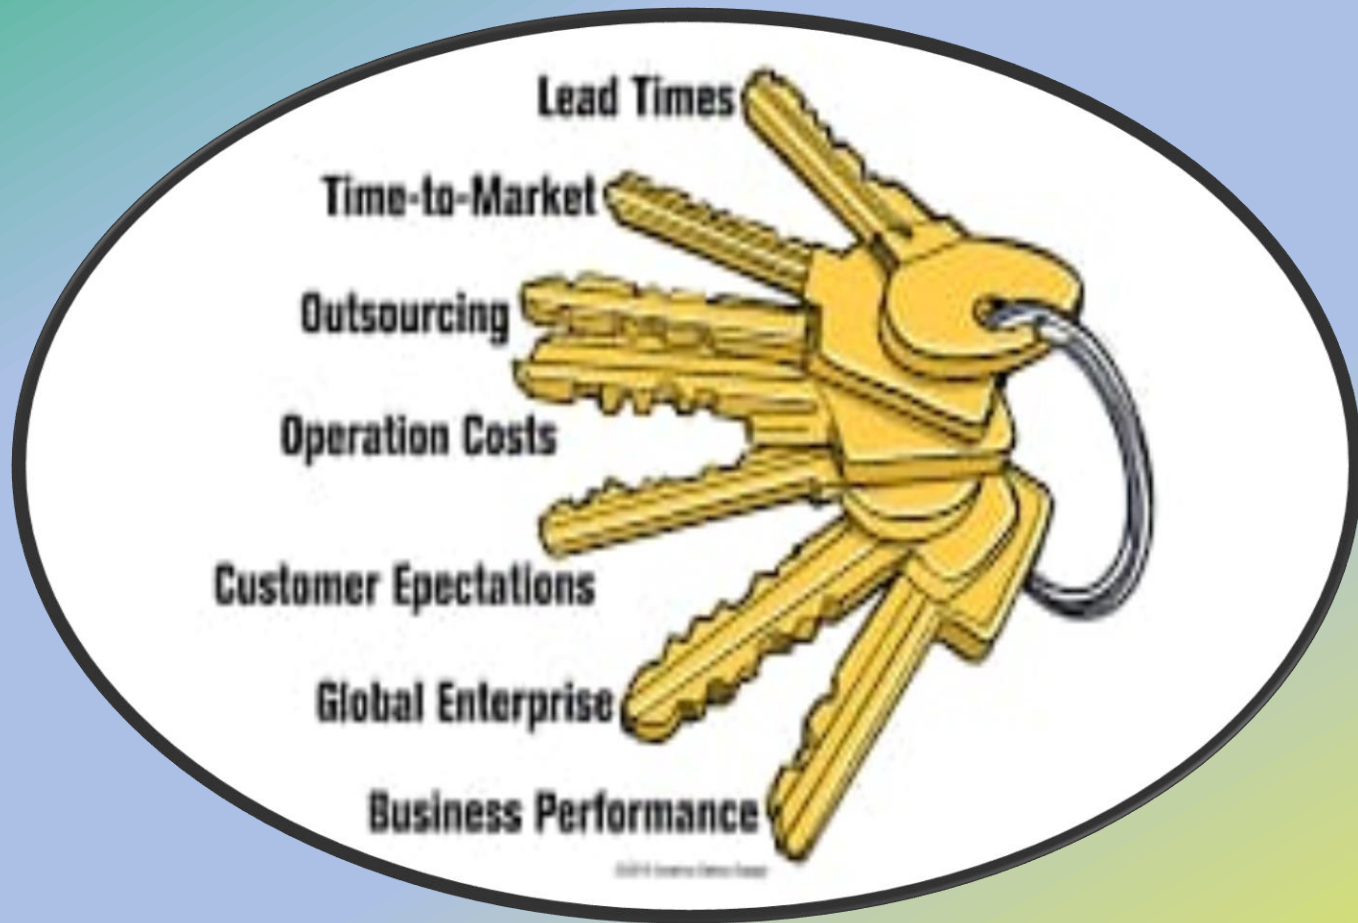 Lead Times
Time-to-Market
Outsourcing
Operation Costs
Customer Epectations
Global Enterprise
Business Performance